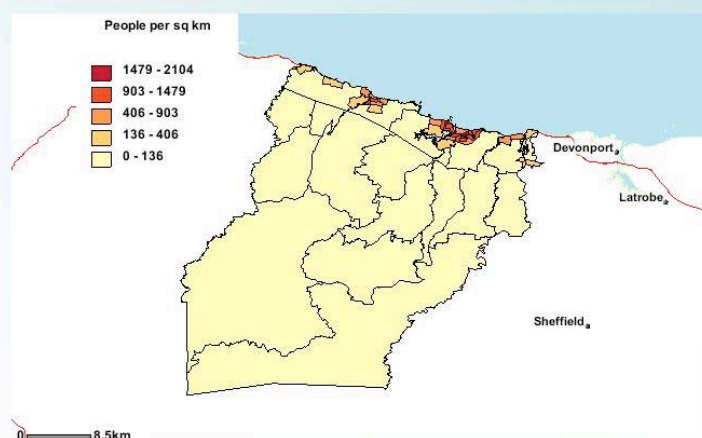 People per sq km
1479 - 2104
903 - 1479
406 - 903
136 - 406
0 - 136
Devonport
Latrobe
Sheffield
0 8.5km